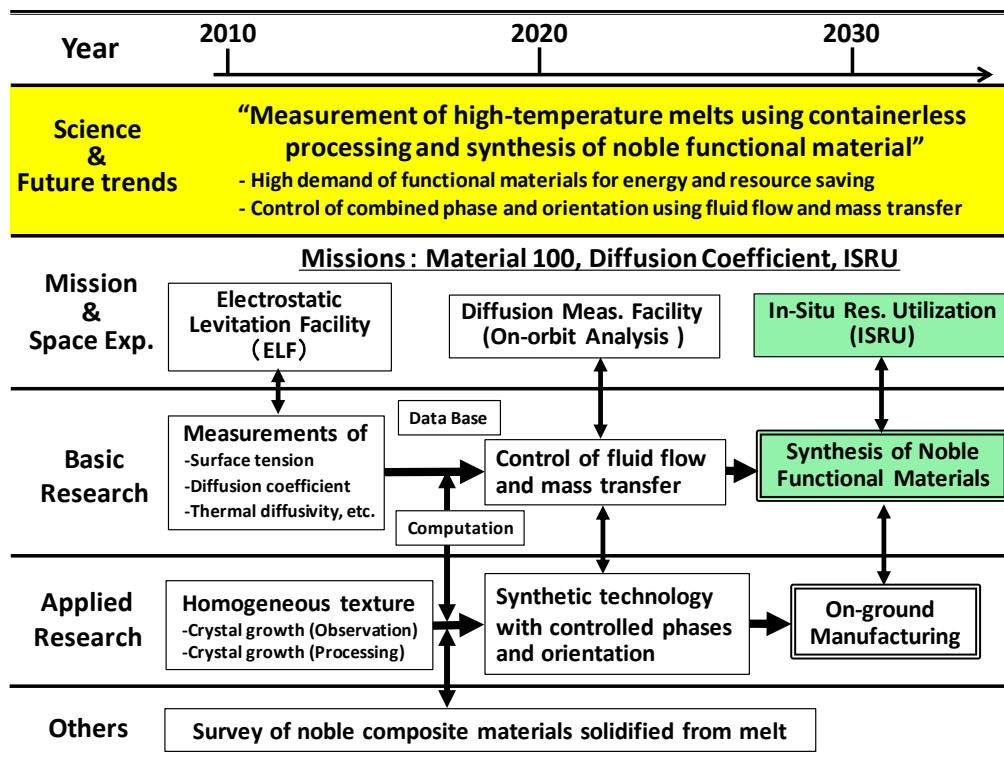 Year
2010
2020
2030
Science
&
Future trends
“Measurement of high-temperature melts using containerless
processing and synthesis of noble functional material”
- High demand of functional materials for energy and resource saving
- Control of combined phase and orientation using fluid flow and mass transfer
Mission
&
Space Exp.
Missions : Material 100, Diffusion Coefficient, ISRU
Electrostatic
Levitation Facility
(ELF)
Diffusion Meas. Facility
(On-orbit Analysis )
In-Situ Res. Utilization
(ISRU)
Basic
Research
Measurements of
-Surface tension
-Diffusion coefficient
-Thermal diffusivity, etc.
Data Base
Computation
Control of fluid flow
and mass transfer
Synthesis of Noble
Functional Materials
Applied
Research
Homogeneous texture
-Crystal growth (Observation)
-Crystal growth (Processing)
Synthetic technology
with controlled phases
and orientation
On-ground
Manufacturing
Others
Survey of noble composite materials solidified from melt